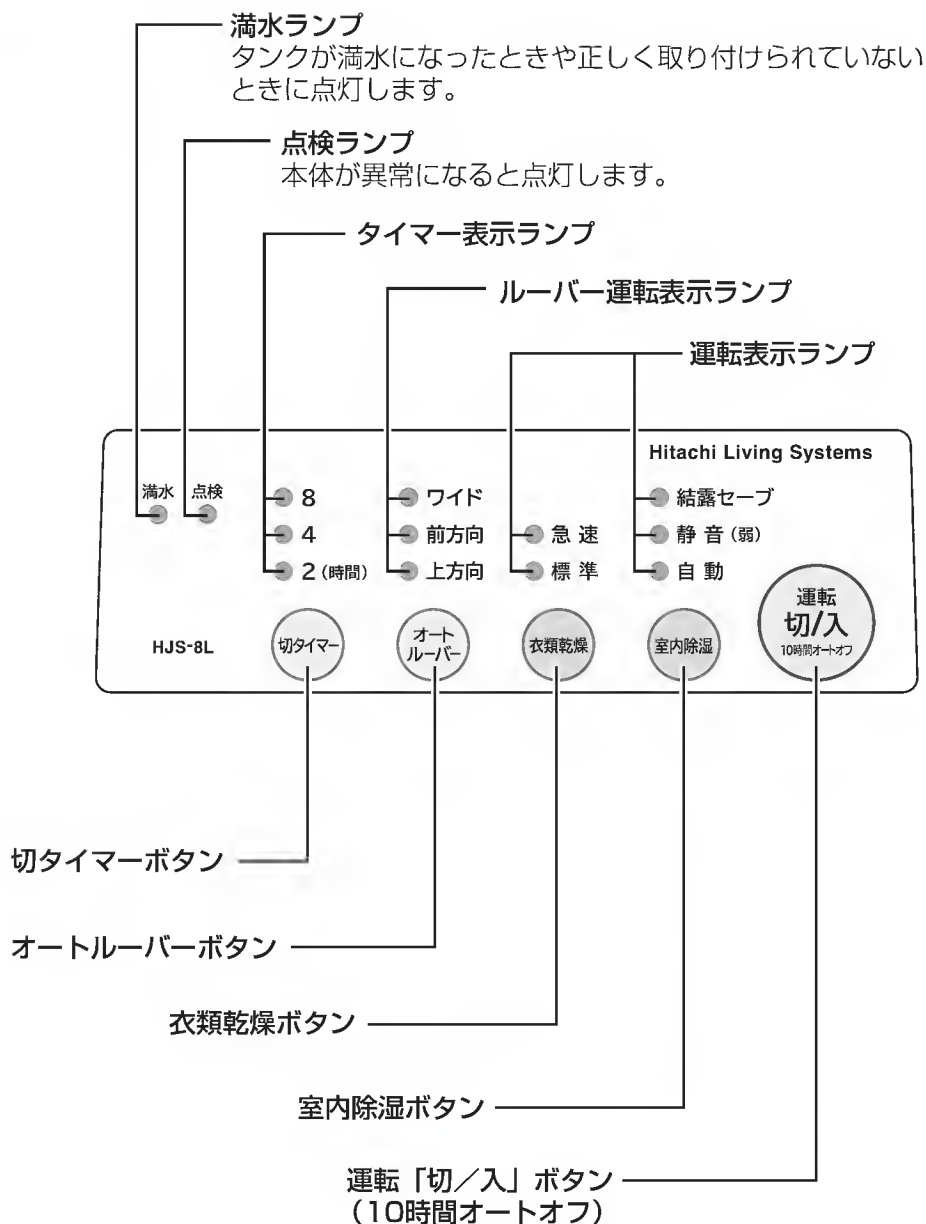 満水ランプ
タンクが満水になったときや正しく取り付けられていない
ときに点灯します。
点検ランプ
本体が異常になると点灯します。
タイマー表示ランプ
ルーバー運転表示ランプ
運転表示ランプ
Hitachi Living Systems
満水 点検
8
4
2(時間)
ワイド
前方向
上方向
急速
標準
結露セーブ
静音(弱)
自動
HJS-8L
切タイマー
オート
ルーバー
衣類乾燥
室内除湿
運転
切/入
10時間オートオフ
切タイマーボタン
オートルーバーボタン
衣類乾燥ボタン
室内除湿ボタン
運転「切/入」ボタン
(10時間オートオフ)